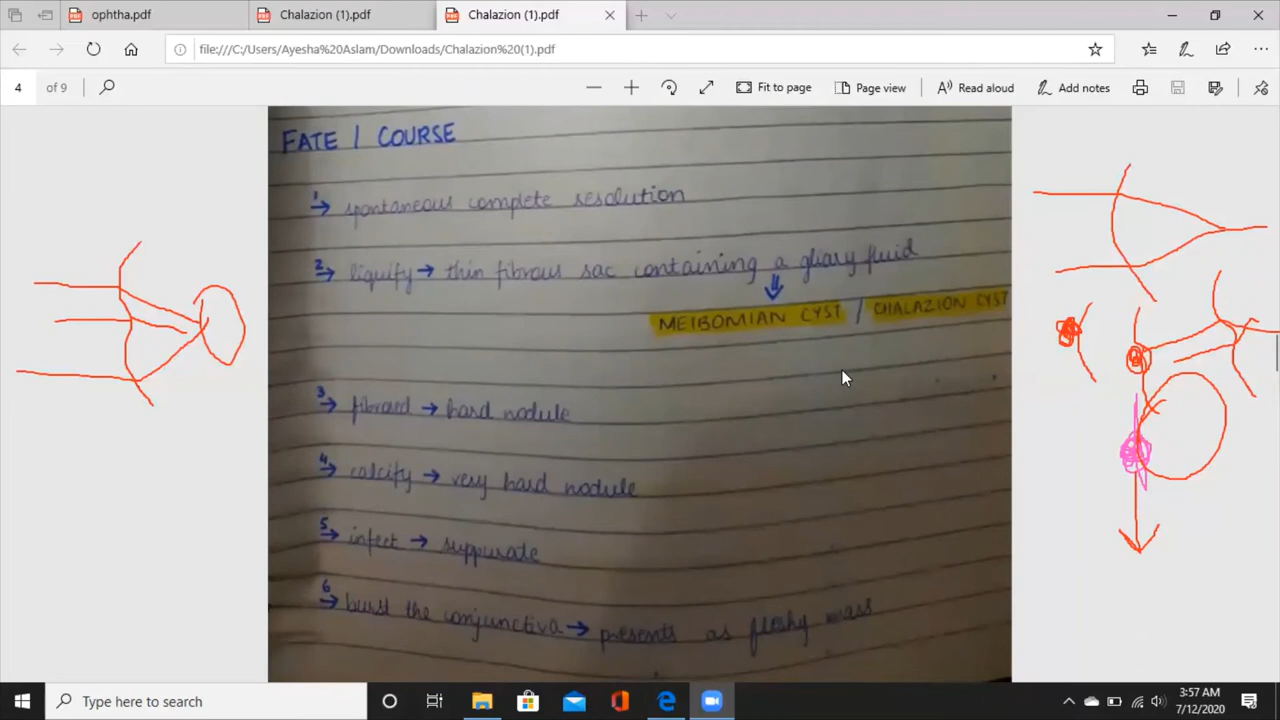 ophtha.pdf
Chalazion (1).pdf
Chalazion (1).pdf
file:///C:/Users/Ayesha%20Aslam/Downloads/Chalazion%20(1).pdf
4 of 9
Fit to page
Page view
Read aloud
Add notes
FATE / COURSE
1→ spontaneous complete resolution
2→ liquify → thin fibrous sac containing a gliary fluid
⇓
MEIBOMIAN CYST / CHALAZION CYST
3→ fibroid → hard nodule
4→ calcify → very hard nodule
5→ infect → suppurate
6→ burst the conjunctiva → presents as fleshy mass
Type here to search
3:57 AM
7/12/2020